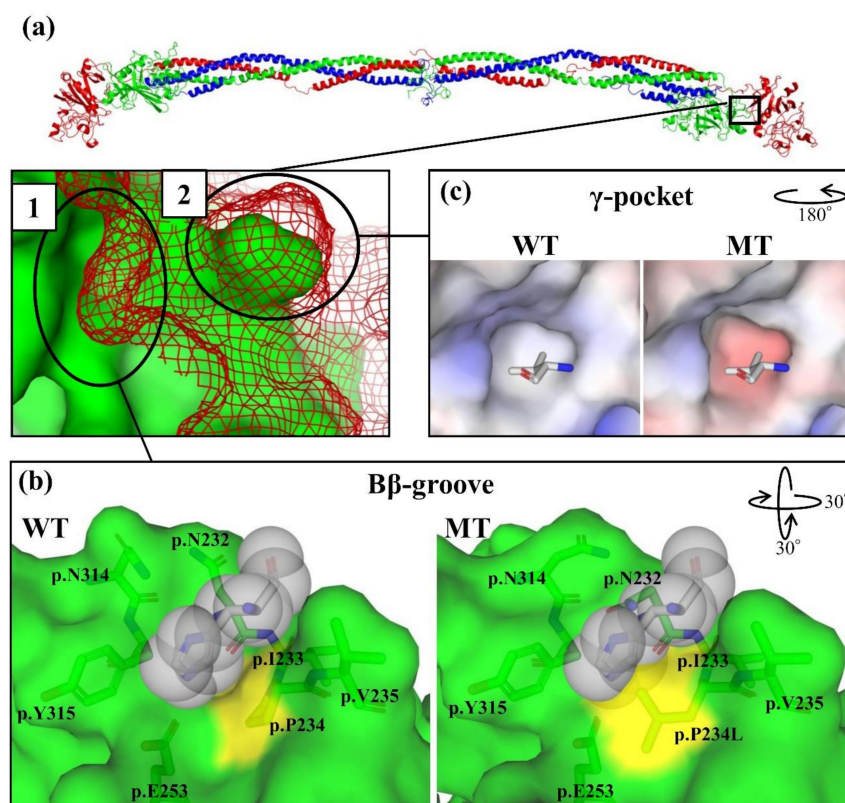 (a)
1
2
(c)
γ-pocket
180°
WT
MT
Bβ-groove
(b)
WT
p.N232
p.N314
p.I233
p.V235
p.Y315
p.P234
p.E253
MT
30°
30°
p.N314
p.N232
p.I233
p.V235
p.Y315
p.P234L
p.E253